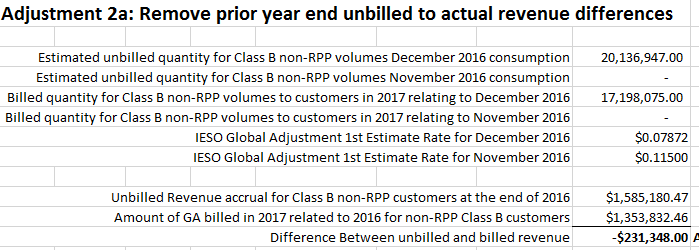 Adjustment 2a: Remove prior year end unbilled to actual revenue differences
Estimated unbilled quantity for Class B non-RPP volumes December 2016 consumption 20,136,947.00
Estimated unbilled quantity for Class B non-RPP volumes November 2016 consumption -
Billed quantity for Class B non-RPP volumes to customers in 2017 relating to December 2016 17,198,075.00
Billed quantity for Class B non-RPP volumes to customers in 2017 relating to November 2016 -
IESO Global Adjustment 1st Estimate Rate for December 2016 $0.07872
IESO Global Adjustment 1st Estimate Rate for November 2016 $0.11500
Unbilled Revenue accrual for Class B non-RPP customers at the end of 2016 $1,585,180.47
Amount of GA billed in 2017 related to 2016 for non-RPP Class B customers $1,353,832.46
Difference Between unbilled and billed revenue -$231,348.00 A